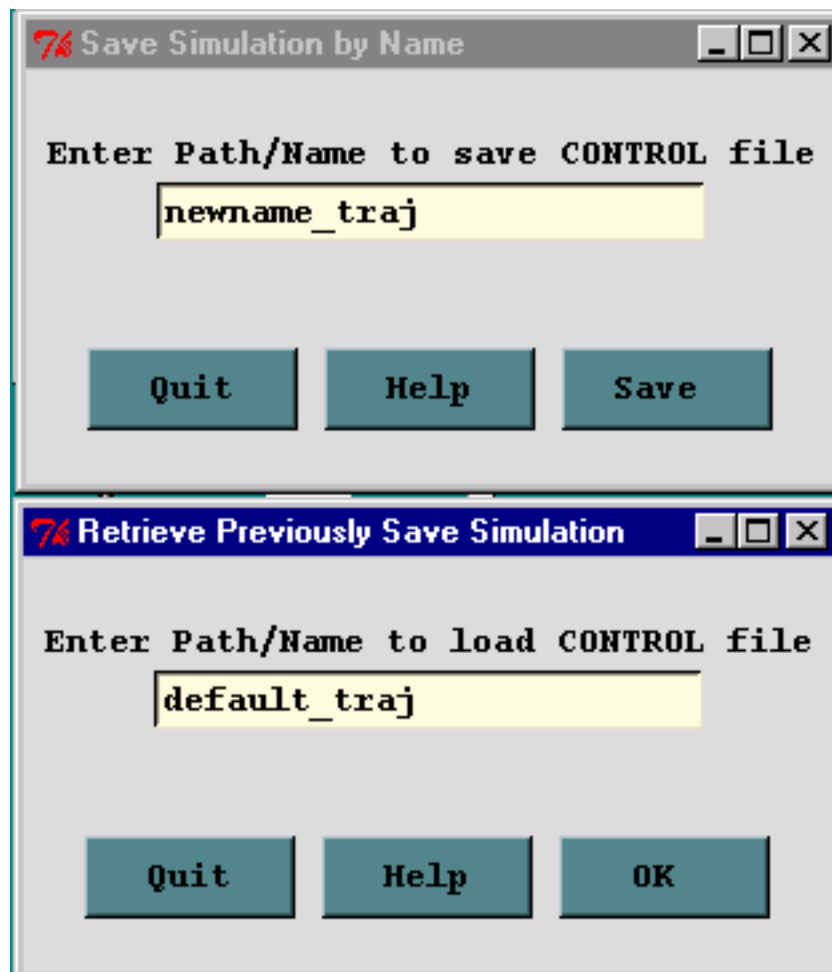 Save Simulation by Name
Enter Path/Name to save CONTROL file
newname_traj
Quit Help Save
Retrieve Previously Save Simulation
Enter Path/Name to load CONTROL file
default_traj
Quit Help OK